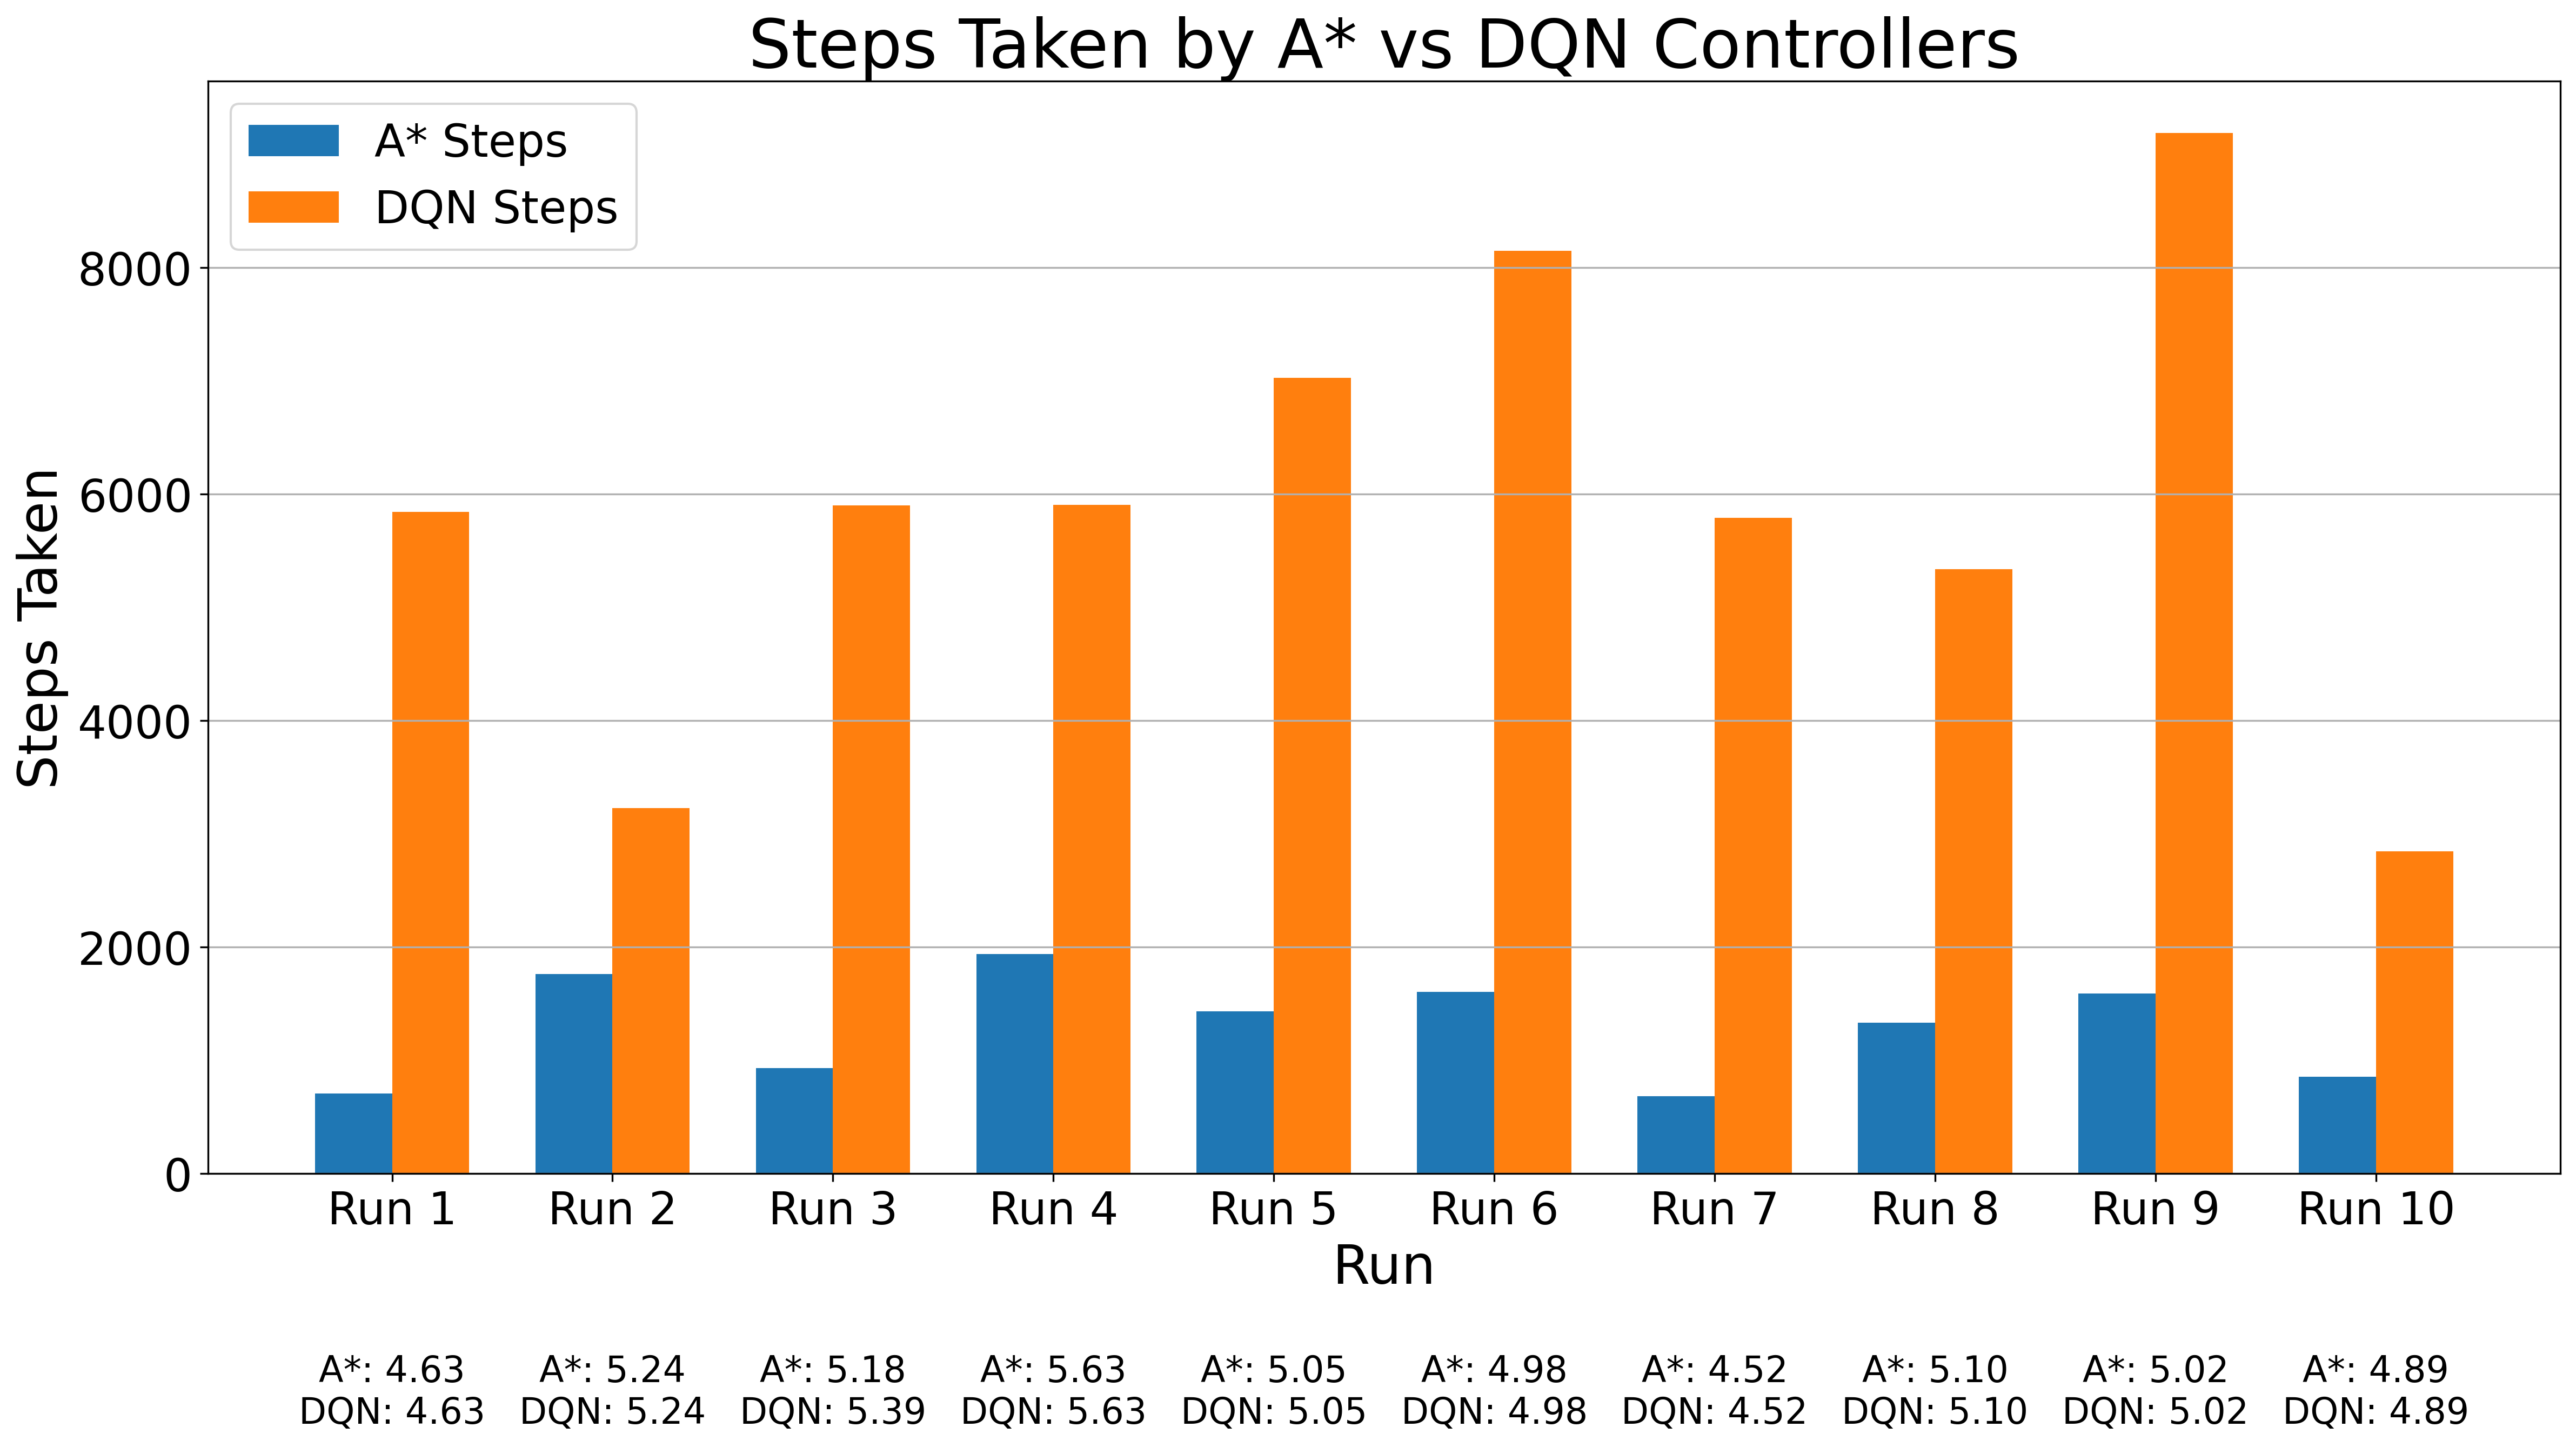 Steps Taken by A* vs DQN Controllers
A* Steps
DQN Steps
Steps Taken
8000
6000
4000
2000
0
Run 1 Run 2 Run 3 Run 4 Run 5 Run 6 Run 7 Run 8 Run 9 Run 10
Run
A*: 4.63 A*: 5.24 A*: 5.18 A*: 5.63 A*: 5.05 A*: 4.98 A*: 4.52 A*: 5.10 A*: 5.02 A*: 4.89
DQN: 4.63 DQN: 5.24 DQN: 5.39 DQN: 5.63 DQN: 5.05 DQN: 4.98 DQN: 4.52 DQN: 5.10 DQN: 5.02 DQN: 4.89